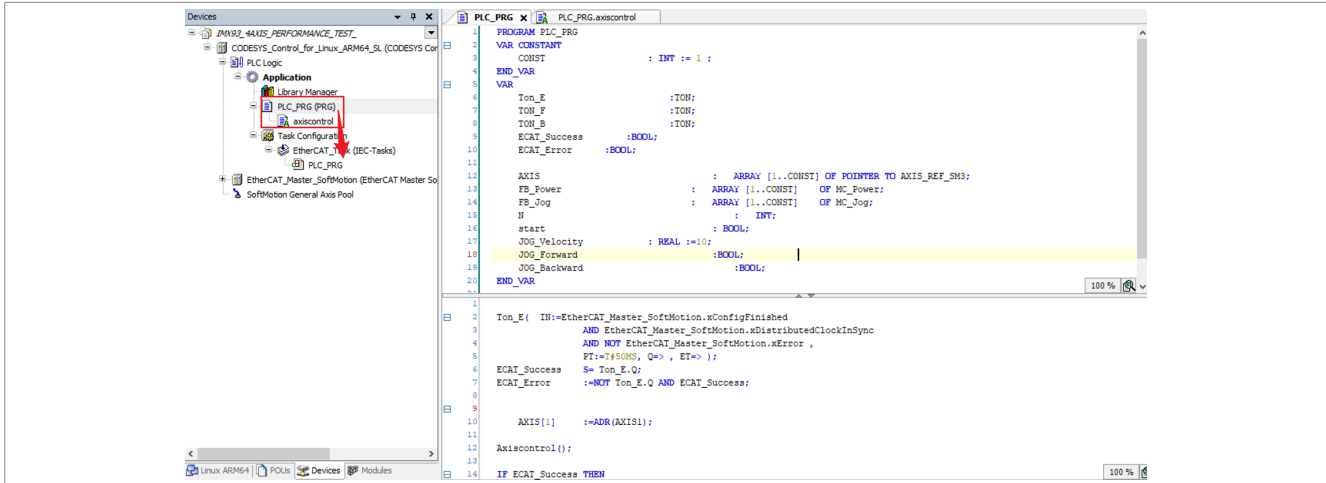 Devices
IMX93_4AXIS_PERFORMANCE_TEST_
CODESYS_Control_for_Linux_ARM64_SL (CODESYS Cor
PLC Logic
Application
Library Manager
PLC_PRG (PRG)
axiscontrol
Task Configuration
EtherCAT_Task (IEC-Tasks)
PLC_PRG
EtherCAT_Master_SoftMotion (EtherCAT Master So
SoftMotion General Axis Pool
Linux ARM64 POUs Devices Modules
PLC_PRG PLC_PRG.axiscontrol
1 PROGRAM PLC_PRG
2 VAR CONSTANT
3 CONST : INT := 1 ;
4 END_VAR
5 VAR
6 Ton_E :TON;
7 TON_F :TON;
8 TON_B :TON;
9 ECAT_Success :BOOL;
10 ECAT_Error :BOOL;
11
12 AXIS : ARRAY [1..CONST] OF POINTER TO AXIS_REF_SM3;
13 FB_Power : ARRAY [1..CONST] OF MC_Power;
14 FB_Jog : ARRAY [1..CONST] OF MC_Jog;
15 N : INT;
16 start : BOOL;
17 JOG_Velocity : REAL :=10;
18 JOG_Forward :BOOL;
19 JOG_Backward :BOOL;
20 END_VAR
100 %
1
2 Ton_E( IN:=EtherCAT_Master_SoftMotion.xConfigFinished
3 AND EtherCAT_Master_SoftMotion.xDistributedClockInSync
4 AND NOT EtherCAT_Master_SoftMotion.xError ,
5 PT:=T#50MS, Q=> , ET=> );
6 ECAT_Success S= Ton_E.Q;
7 ECAT_Error :=NOT Ton_E.Q AND ECAT_Success;
8
9
10 AXIS[1] :=ADR(AXIS1);
11
12 Axiscontrol();
13
14 IF ECAT_Success THEN
100 %